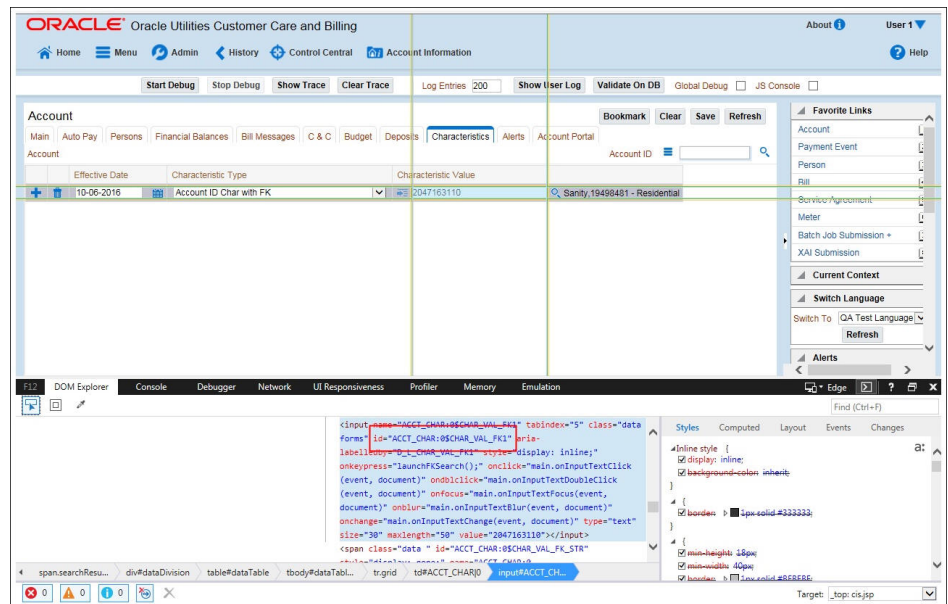 ORACLE® Oracle Utilities Customer Care and Billing About User 1
Home Menu Admin History Control Central Account Information Help
Start Debug Stop Debug Show Trace Clear Trace Log Entries 200 Show User Log Validate On DB Global Debug JS Console
Account Bookmark Clear Save Refresh
Main Auto Pay Persons Financial Balances Bill Messages C & C Budget Deposits Characteristics Alerts Account Portal
Account Account ID
Effective Date Characteristic Type Characteristic Value
10-06-2016 Account ID Char with FK 2047163110 Sanity,19498481 - Residential
Favorite Links
Account
Payment Event
Person
Bill
Service Agreement
Meter
Batch Job Submission +
XAI Submission
Current Context
Switch Language
Switch To QA Test Language
Refresh
Alerts
F12 DOM Explorer Console Debugger Network UI Responsiveness Profiler Memory Emulation Edge ?
Find (Ctrl+F)
<input name="ACCT_CHAR:0$CHAR_VAL_FK1" tabindex="5" class="data
forms" id="ACCT_CHAR:0$CHAR_VAL_FK1" aria-
labelledby="D_L_CHAR_VAL_FK1" style="display: inline;"
onkeypress="launchFKSearch();" onclick="main.onInputTextClick
(event, document)" ondblclick="main.onInputTextDoubleClick
(event, document)" onfocus="main.onInputTextFocus(event,
document)" onblur="main.onInputTextBlur(event, document)"
onchange="main.onInputTextChange(event, document)" type="text"
size="30" maxlength="50" value="2047163110"></input>
<span class="data " id="ACCT_CHAR:0$CHAR_VAL_FK_STR"
Styles Computed Layout Events Changes
Inline style { a:
display: inline;
background-color: inherit;
}
{
border: 1px solid #333333;
}
{
min-height: 18px;
min-width: 40px;
border: 1px solid #BEBEBE;
span.searchResu... div#dataDivision table#dataTable tbody#dataTabl... tr.grid td#ACCT_CHAR|0 input#ACCT_CH...
0 0 0 Target: _top: cis.jsp